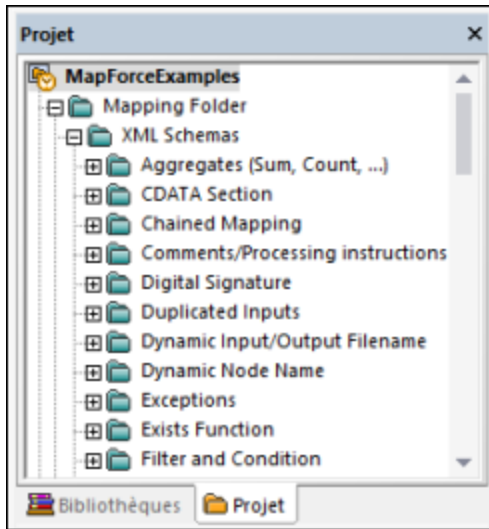 Projet
MapForceExamples
Mapping Folder
XML Schemas
Aggregates (Sum, Count, ...)
CDATA Section
Chained Mapping
Comments/Processing instructions
Digital Signature
Duplicated Inputs
Dynamic Input/Output Filename
Dynamic Node Name
Exceptions
Exists Function
Filter and Condition
Bibliothèques Projet